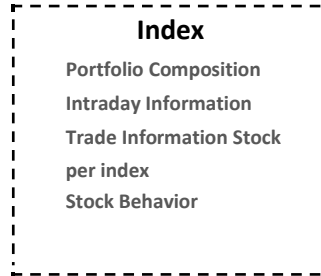 Index
Portfolio Composition
Intraday Information
Trade Information Stock
per index
Stock Behavior